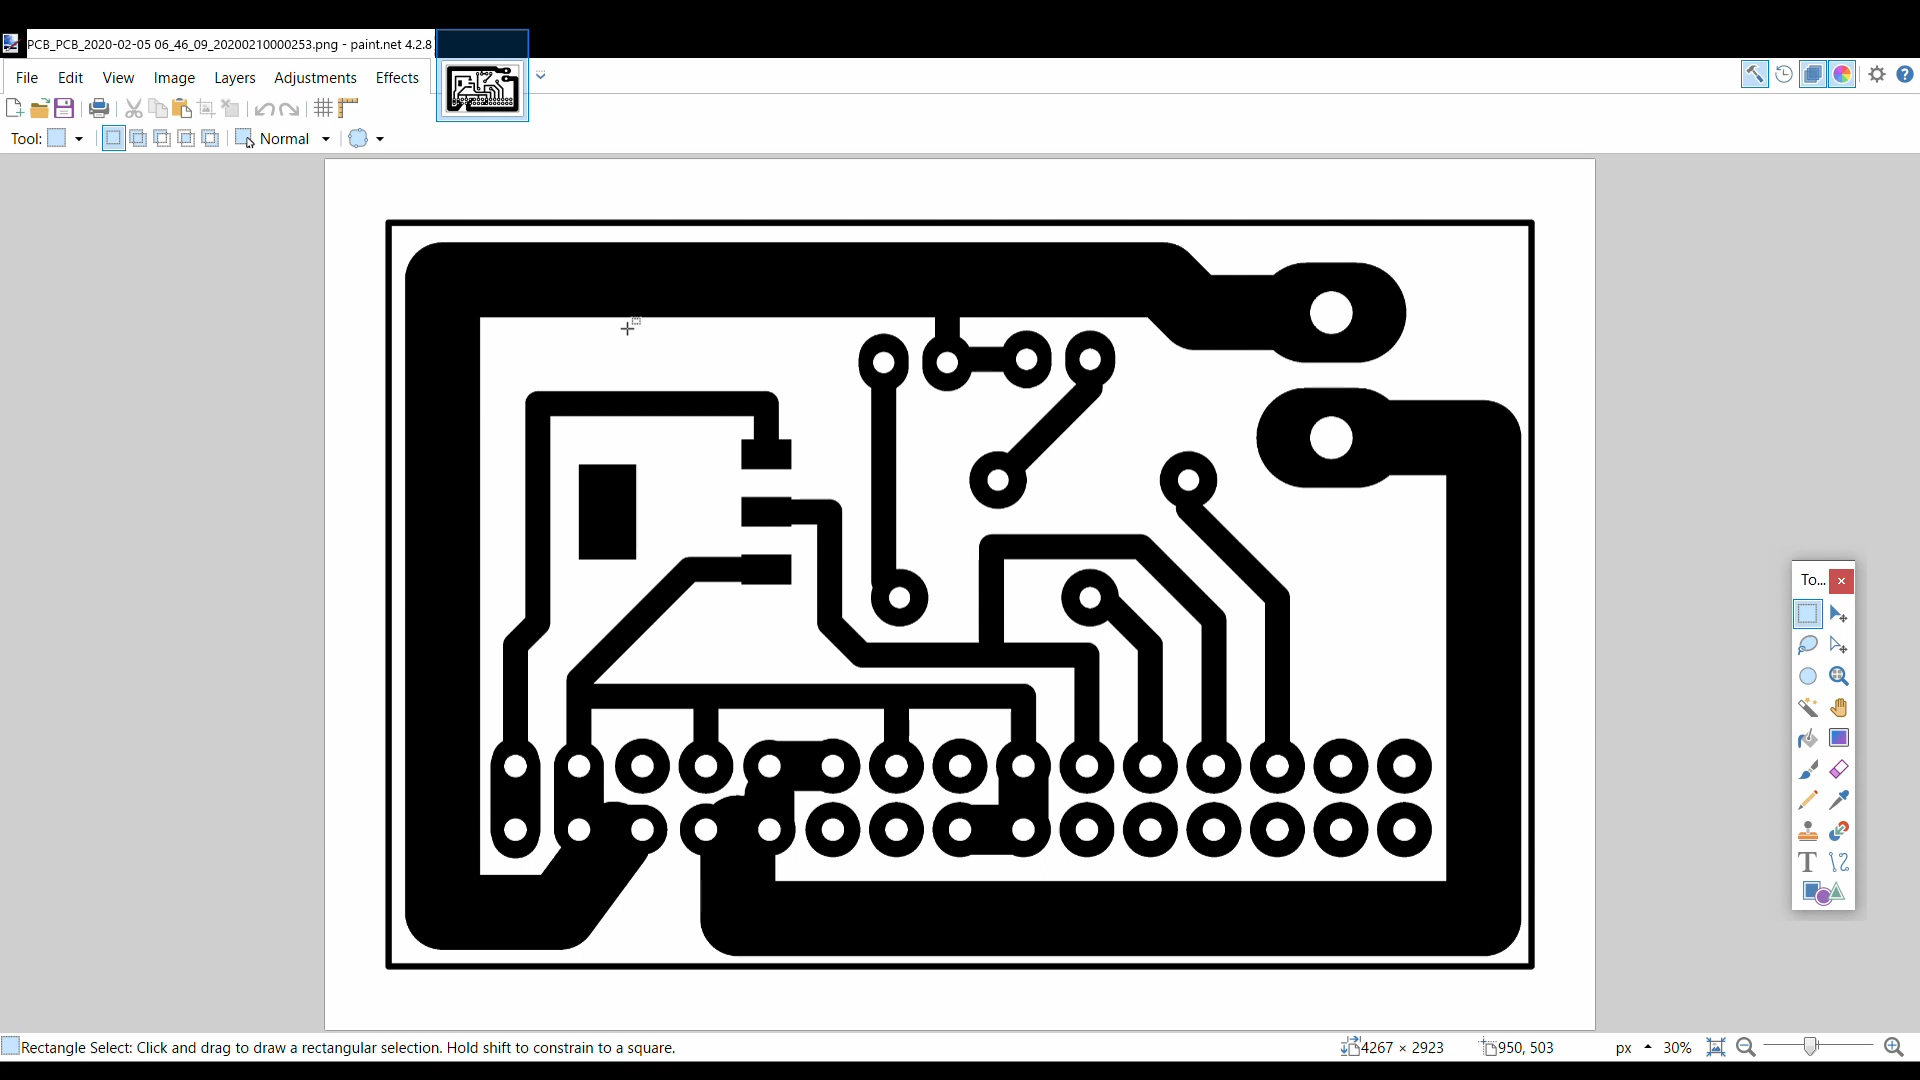 PCB_PCB_2020-02-05 06_46_09_20200210000253.png - paint.net 4.2.8
File Edit View Image Layers Adjustments Effects
Tool: Normal
To...
Rectangle Select: Click and drag to draw a rectangular selection. Hold shift to constrain to a square.
4267 × 2923
950, 503
px
30%